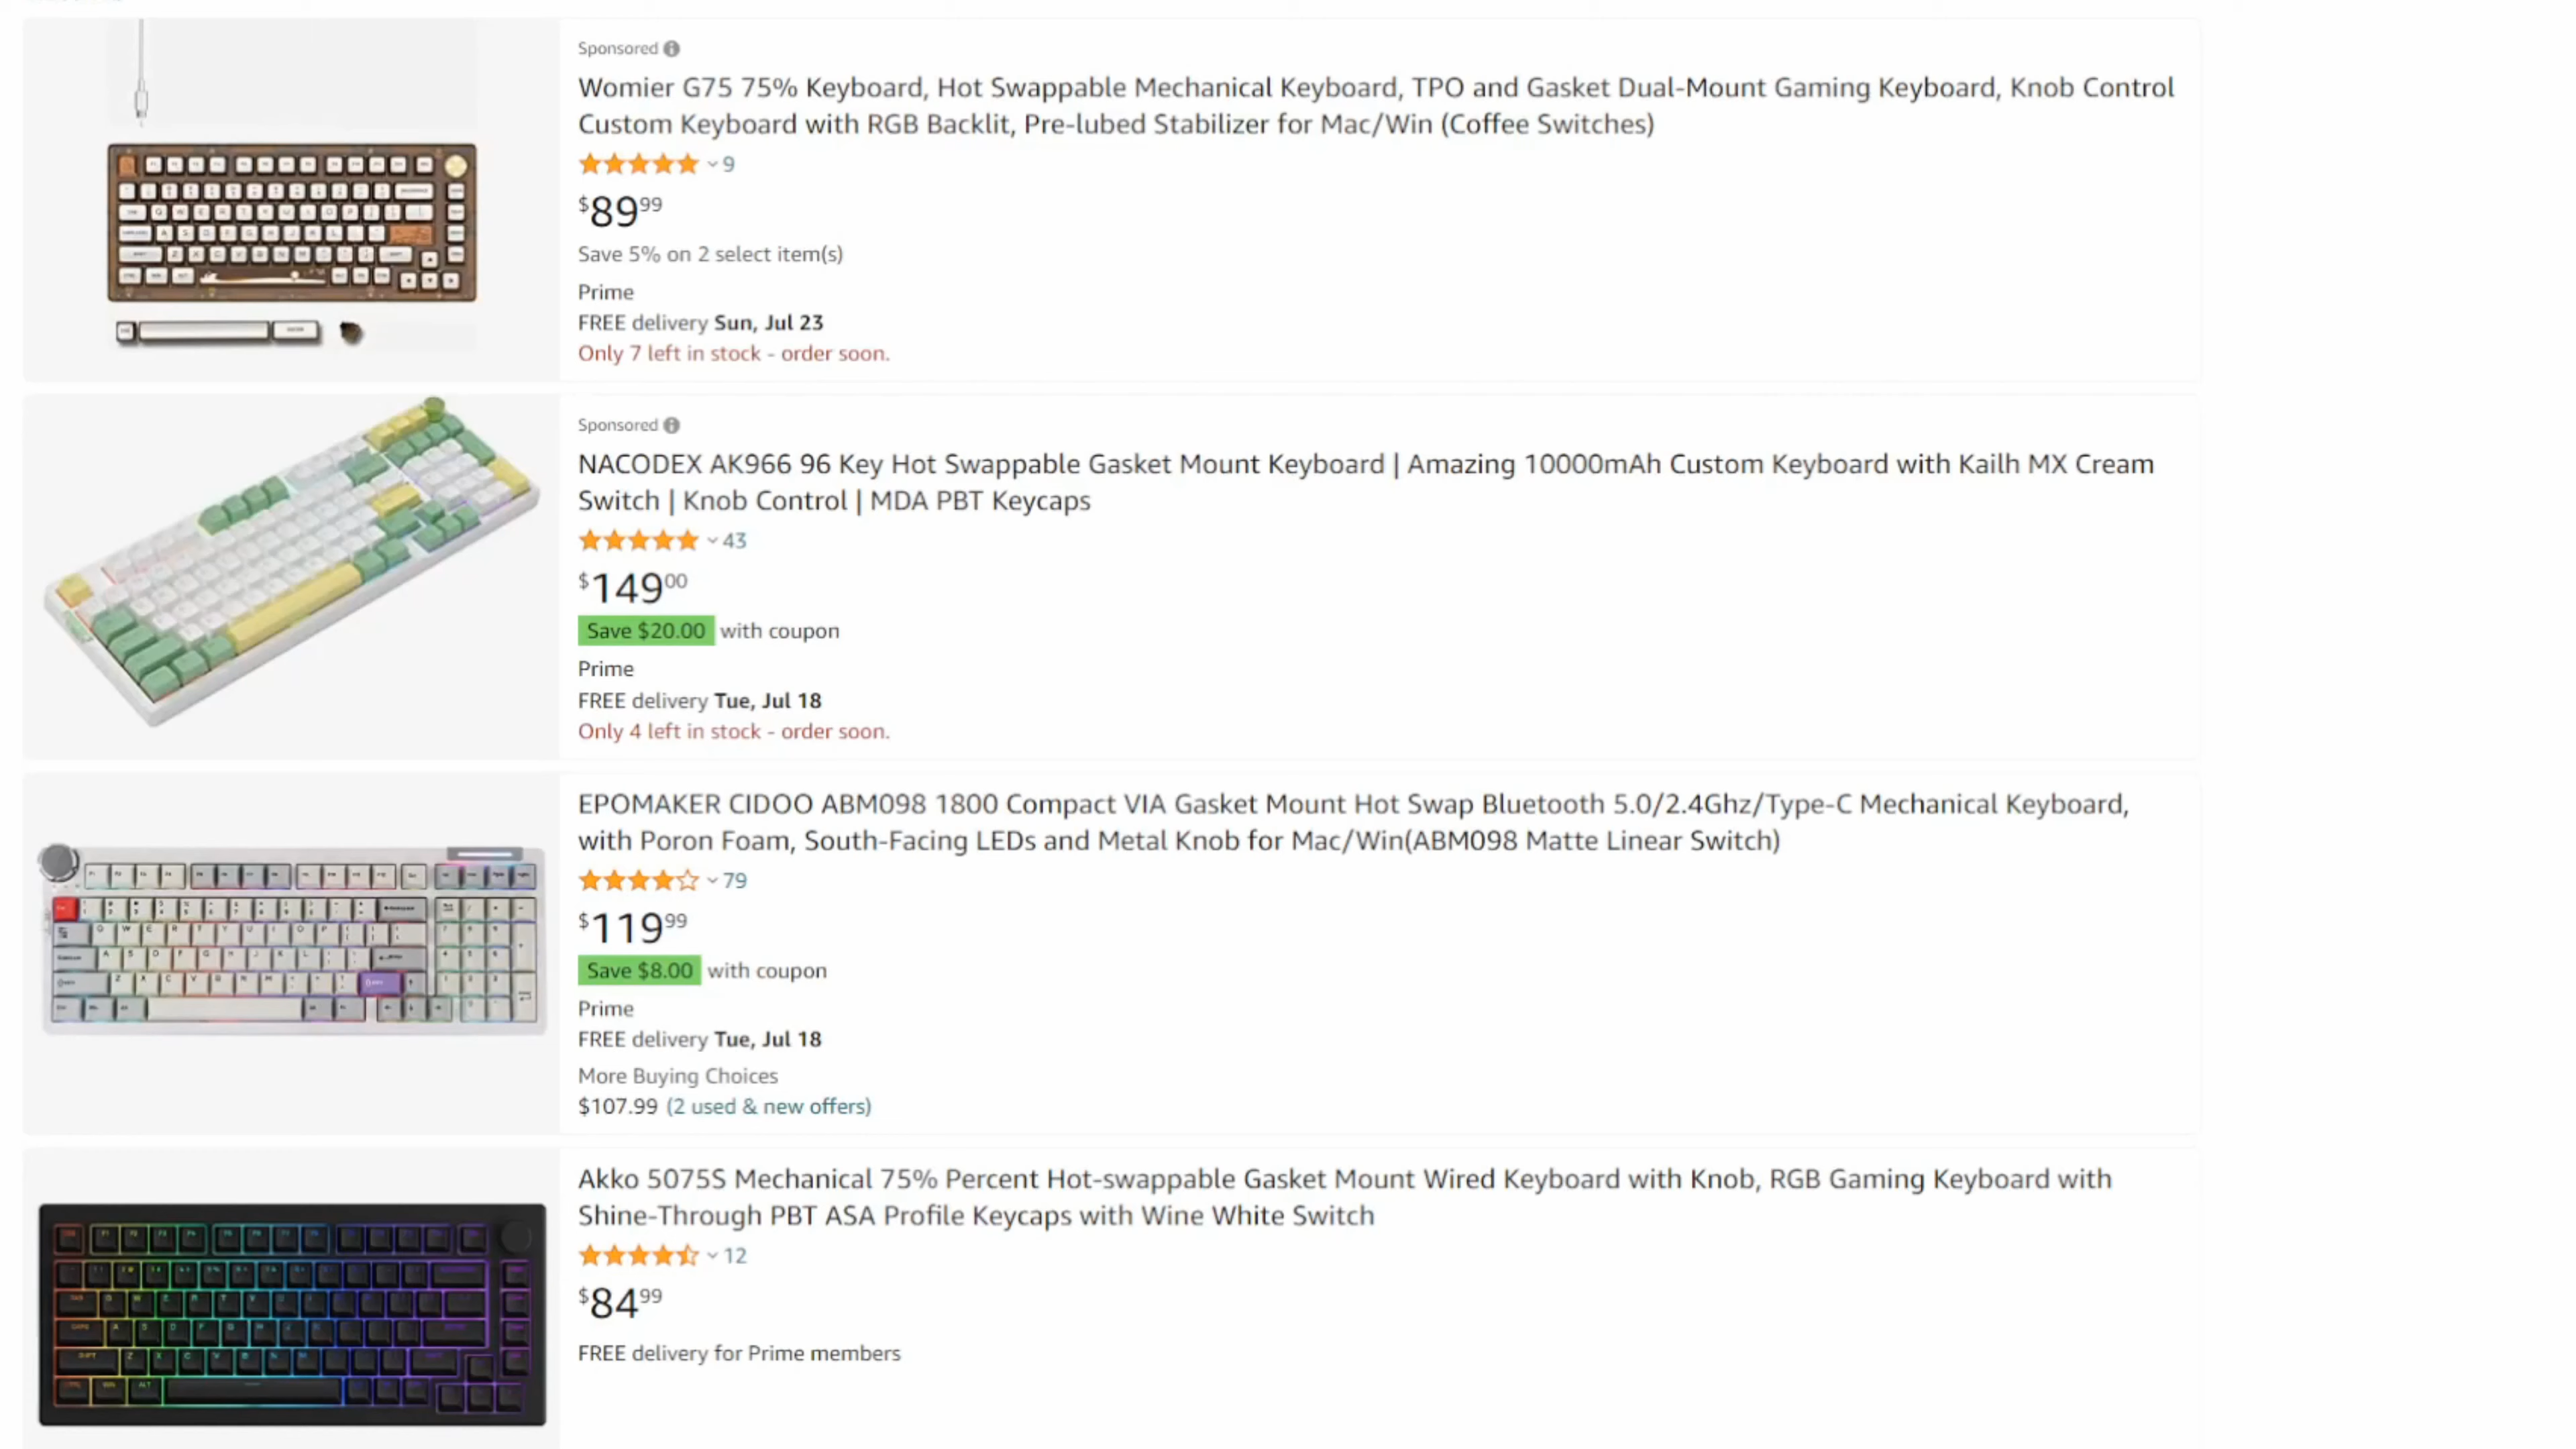 Sponsored
Womier G75 75% Keyboard, Hot Swappable Mechanical Keyboard, TPO and Gasket Dual-Mount Gaming Keyboard, Knob Control
Custom Keyboard with RGB Backlit, Pre-lubed Stabilizer for Mac/Win (Coffee Switches)
9
$89.99
Save 5% on 2 select item(s)
Prime
FREE delivery Sun, Jul 23
Only 7 left in stock - order soon.
Sponsored
NACODEX AK966 96 Key Hot Swappable Gasket Mount Keyboard | Amazing 10000mAh Custom Keyboard with Kailh MX Cream
Switch | Knob Control | MDA PBT Keycaps
43
$149.00
Save $20.00 with coupon
Prime
FREE delivery Tue, Jul 18
Only 4 left in stock - order soon.
EPOMAKER CIDOO ABM098 1800 Compact VIA Gasket Mount Hot Swap Bluetooth 5.0/2.4Ghz/Type-C Mechanical Keyboard,
with Poron Foam, South-Facing LEDs and Metal Knob for Mac/Win(ABM098 Matte Linear Switch)
79
$119.99
Save $8.00 with coupon
Prime
FREE delivery Tue, Jul 18
More Buying Choices
$107.99 (2 used & new offers)
Akko 5075S Mechanical 75% Percent Hot-swappable Gasket Mount Wired Keyboard with Knob, RGB Gaming Keyboard with
Shine-Through PBT ASA Profile Keycaps with Wine White Switch
12
$84.99
FREE delivery for Prime members